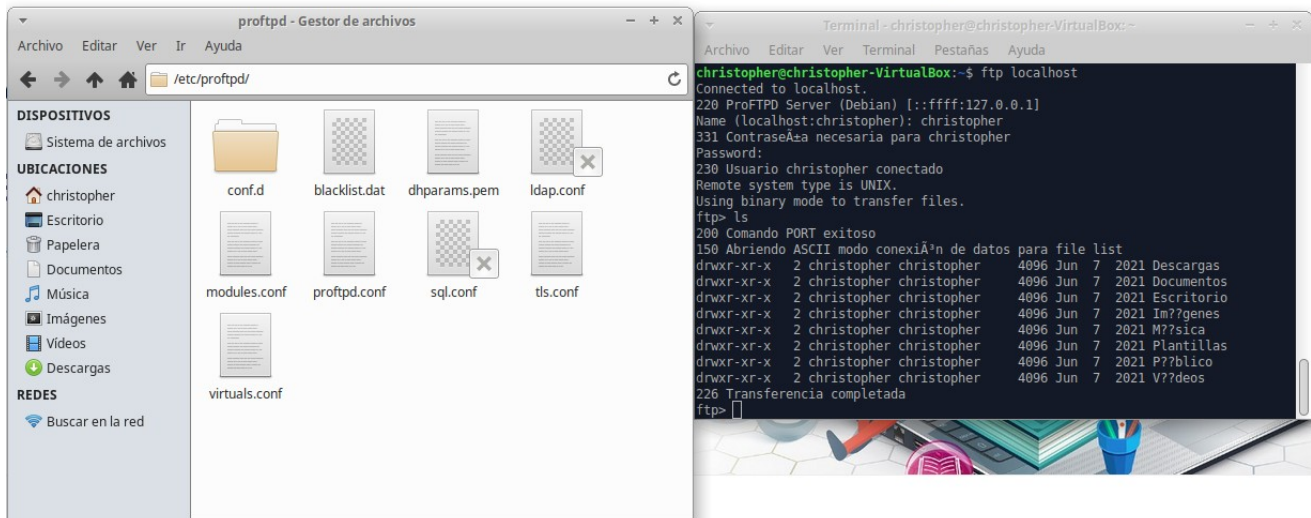 proftpd - Gestor de archivos
Archivo Editar Ver Ir Ayuda
/etc/proftpd/
DISPOSITIVOS
Sistema de archivos
UBICACIONES
christopher
Escritorio
Papelera
Documentos
Música
Imágenes
Vídeos
Descargas
REDES
Buscar en la red
conf.d blacklist.dat dhparams.pem ldap.conf
modules.conf proftpd.conf sql.conf tls.conf
virtuals.conf
Terminal - christopher@christopher-VirtualBox: ~
Archivo Editar Ver Terminal Pestañas Ayuda
christopher@christopher-VirtualBox:~$ ftp localhost
Connected to localhost.
220 ProFTPD Server (Debian) [::ffff:127.0.0.1]
Name (localhost:christopher): christopher
331 ContraseÃ±a necesaria para christopher
Password:
230 Usuario christopher conectado
Remote system type is UNIX.
Using binary mode to transfer files.
ftp> ls
200 Comando PORT exitoso
150 Abriendo ASCII modo conexiÃ³n de datos para file list
drwxr-xr-x 2 christopher christopher 4096 Jun 7 2021 Descargas
drwxr-xr-x 2 christopher christopher 4096 Jun 7 2021 Documentos
drwxr-xr-x 2 christopher christopher 4096 Jun 7 2021 Escritorio
drwxr-xr-x 2 christopher christopher 4096 Jun 7 2021 Im??genes
drwxr-xr-x 2 christopher christopher 4096 Jun 7 2021 M??sica
drwxr-xr-x 2 christopher christopher 4096 Jun 7 2021 Plantillas
drwxr-xr-x 2 christopher christopher 4096 Jun 7 2021 P??blico
drwxr-xr-x 2 christopher christopher 4096 Jun 7 2021 V??deos
226 Transferencia completada
ftp>